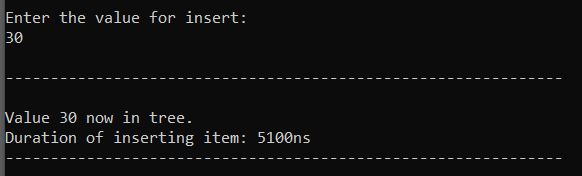 Enter the value for insert:
30
--------------------------------------------------------------
Value 30 now in tree.
Duration of inserting item: 5100ns
--------------------------------------------------------------